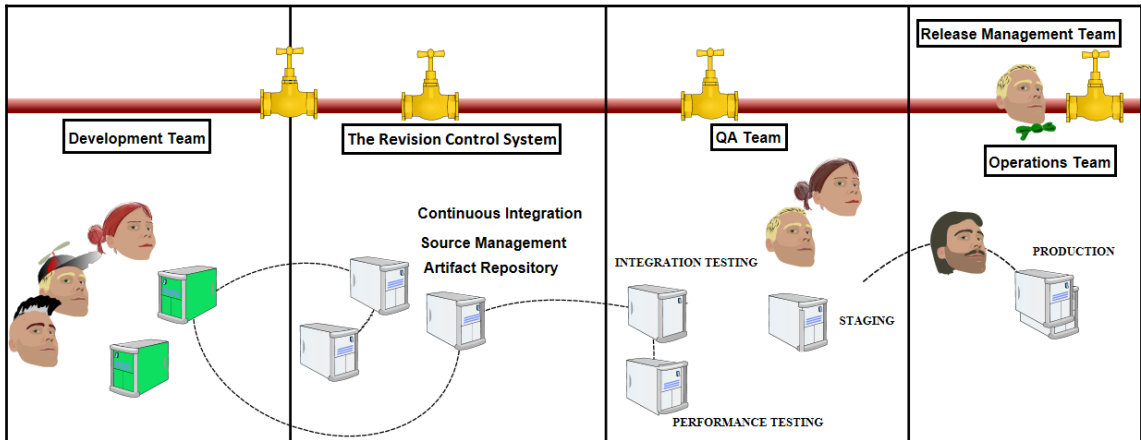 Release Management Team
Development Team
The Revision Control System
QA Team
Operations Team
Continuous Integration
Source Management
Artifact Repository
INTEGRATION TESTING
PRODUCTION
STAGING
PERFORMANCE TESTING